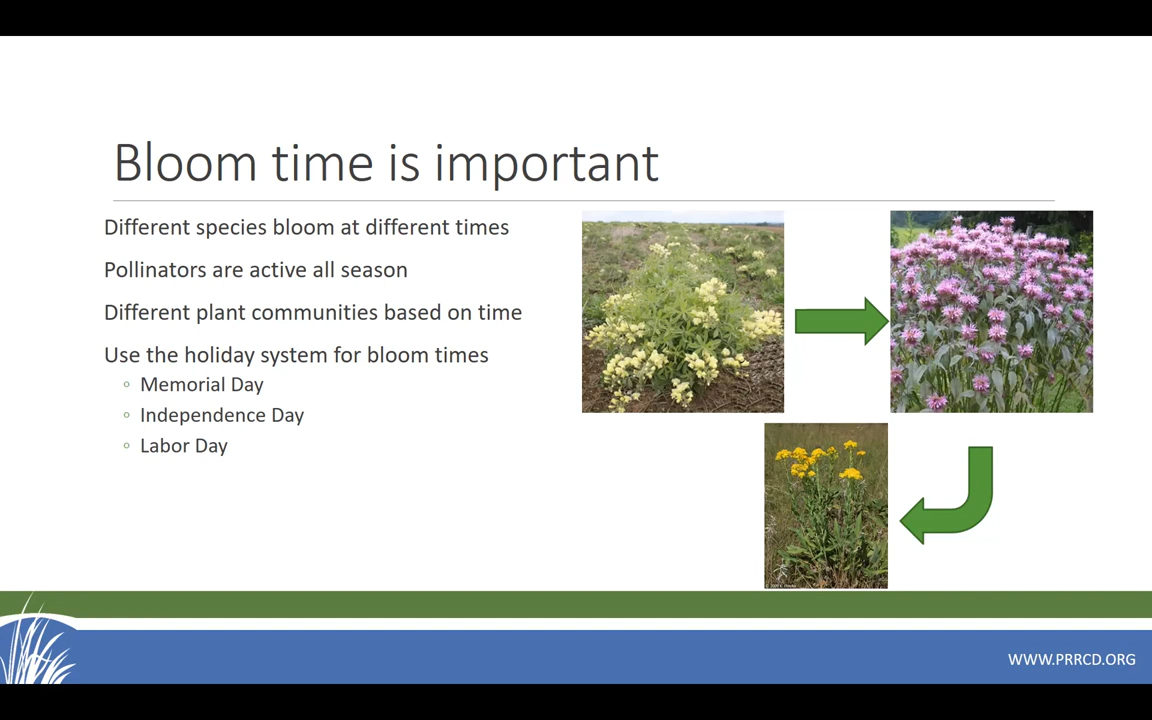 Bloom time is important
Different species bloom at different times
Pollinators are active all season
Different plant communities based on time
Use the holiday system for bloom times
Memorial Day
Independence Day
Labor Day
WWW.PRRCD.ORG